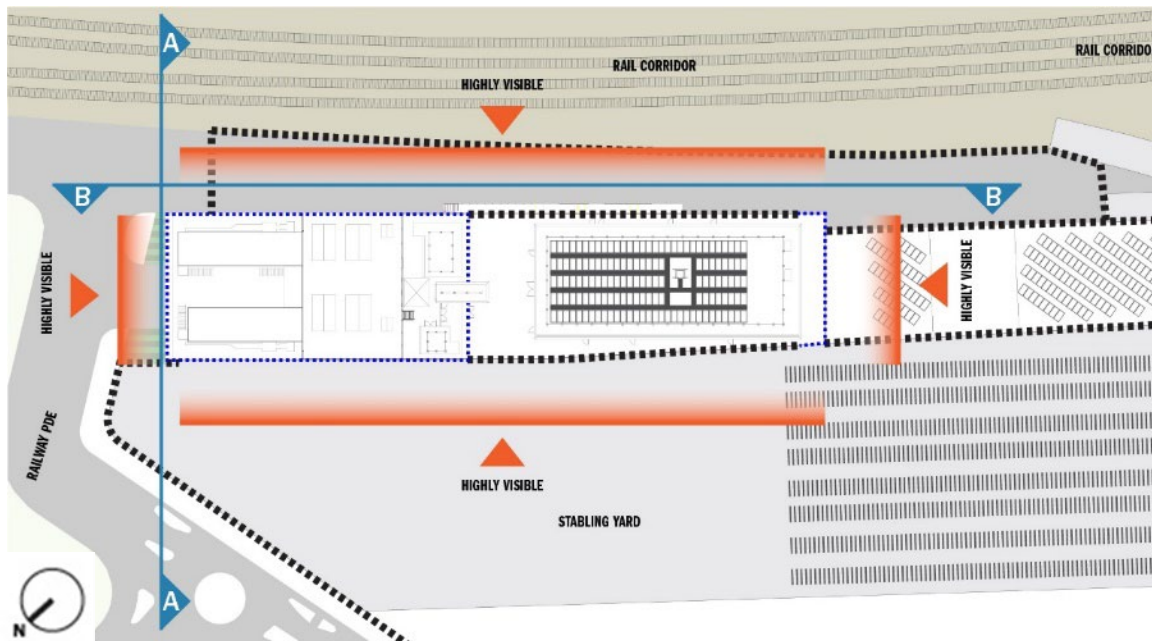 A
RAIL CORRIDOR
RAIL CORRIDO
HIGHLY VISIBLE
B
B
HIGHLY VISIBLE
HIGHLY VISIBLE
RAILWAY PDE
HIGHLY VISIBLE
STABLING YARD
A
N